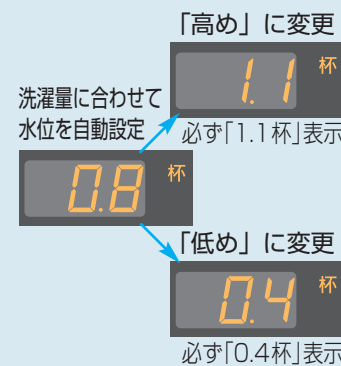 「高め」に変更
1.1 杯
必ず「1.1杯」表示
洗濯量に合わせて
水位を自動設定
0.8 杯
「低め」に変更
0.4 杯
必ず「0.4杯」表示